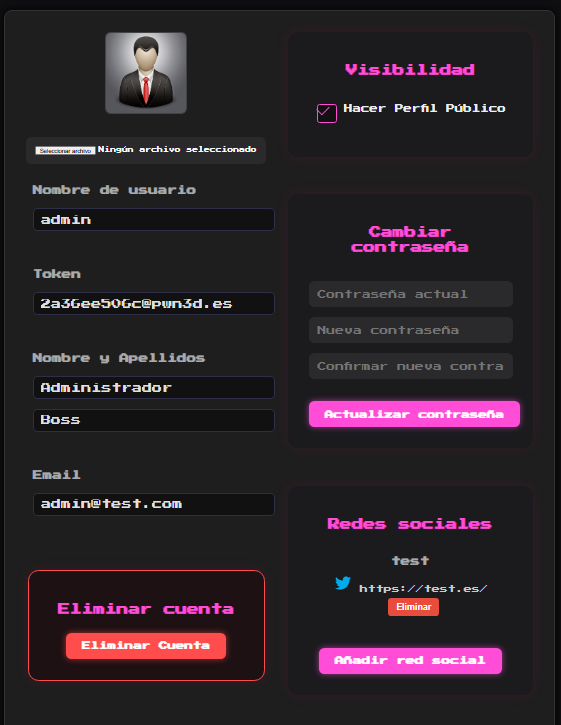 Seleccionar archivo Ningún archivo seleccionado
Nombre de usuario
admin
Token
2a36ee506c@pwn3d.es
Nombre y Apellidos
Administrador
Boss
Email
admin@test.com
Eliminar cuenta
Eliminar Cuenta
Visibilidad
Hacer Perfil Público
Cambiar
contraseña
Contraseña actual
Nueva contraseña
Confirmar nueva contra
Actualizar contraseña
Redes sociales
test
https://test.es/
Eliminar
Añadir red social